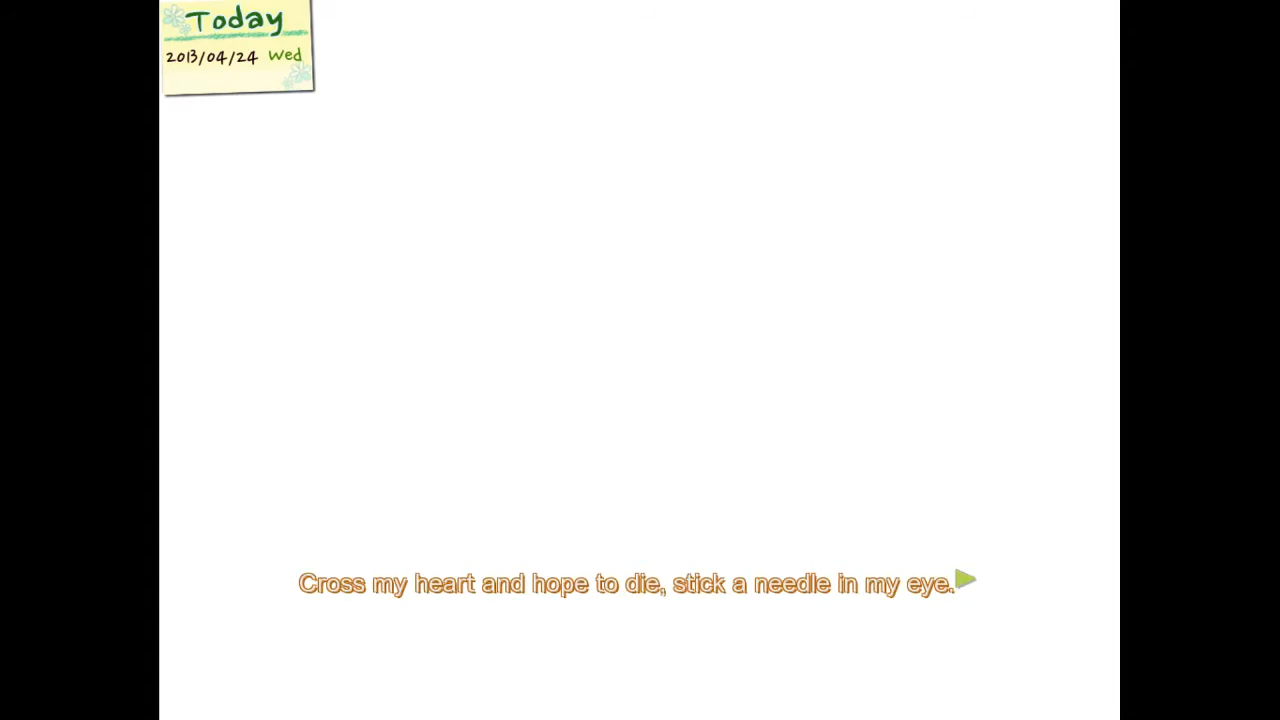 Today
2013/04/24 Wed
Cross my heart and hope to die, stick a needle in my eye.